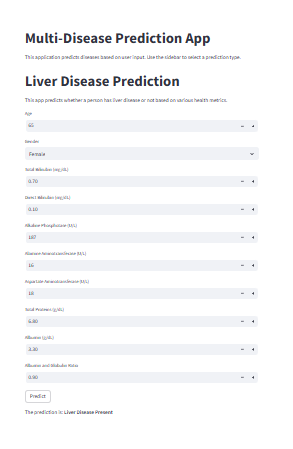 Multi-Disease Prediction App
This application predicts diseases based on user input. Use the sidebar to select a prediction type.
Liver Disease Prediction
This app predicts whether a person has liver disease or not based on various health metrics.
Age
65
Gender
Female
Total Bilirubin (mg/dL)
0.70
Direct Bilirubin (mg/dL)
0.10
Alkaline Phosphatase (U/L)
187
Alamine Aminotransferase (U/L)
16
Aspartate Aminotransferase (U/L)
18
Total Proteins (g/dL)
6.80
Albumin (g/dL)
3.30
Albumin and Globulin Ratio
0.90
Predict
The prediction is: Liver Disease Present